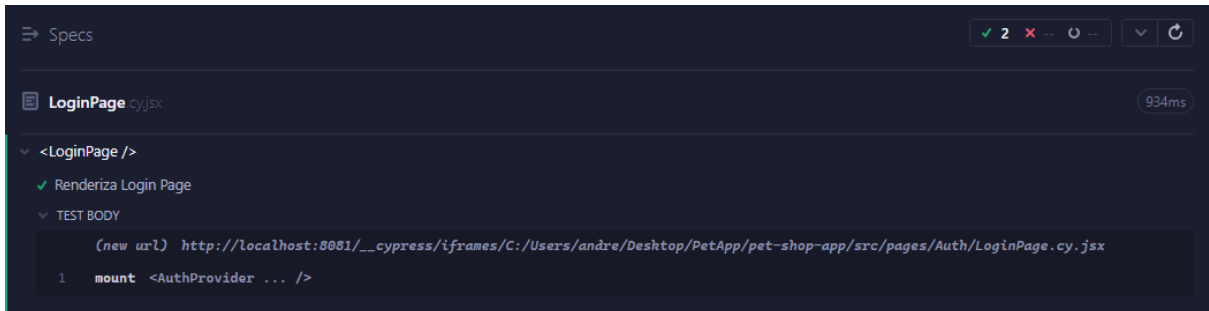 Specs
2 -- --
LoginPage.cy.jsx
934ms
<LoginPage />
Renderiza Login Page
TEST BODY
(new url) http://localhost:8081/__cypress/iframes/C:/Users/andre/Desktop/PetApp/pet-shop-app/src/pages/Auth/LoginPage.cy.jsx
1 mount <AuthProvider ... />